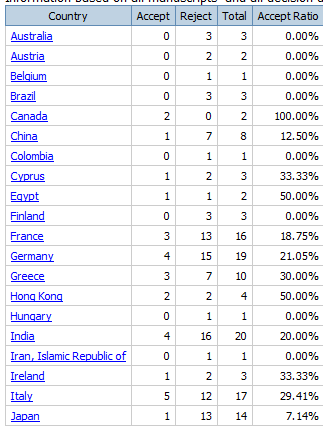 Information based on all manuscripts and all decision d
Country Accept Reject Total Accept Ratio
Australia 0 3 3 0.00%
Austria 0 2 2 0.00%
Belgium 0 1 1 0.00%
Brazil 0 3 3 0.00%
Canada 2 0 2 100.00%
China 1 7 8 12.50%
Colombia 0 1 1 0.00%
Cyprus 1 2 3 33.33%
Egypt 1 1 2 50.00%
Finland 0 3 3 0.00%
France 3 13 16 18.75%
Germany 4 15 19 21.05%
Greece 3 7 10 30.00%
Hong Kong 2 2 4 50.00%
Hungary 0 1 1 0.00%
India 4 16 20 20.00%
Iran, Islamic Republic of 0 1 1 0.00%
Ireland 1 2 3 33.33%
Italy 5 12 17 29.41%
Japan 1 13 14 7.14%